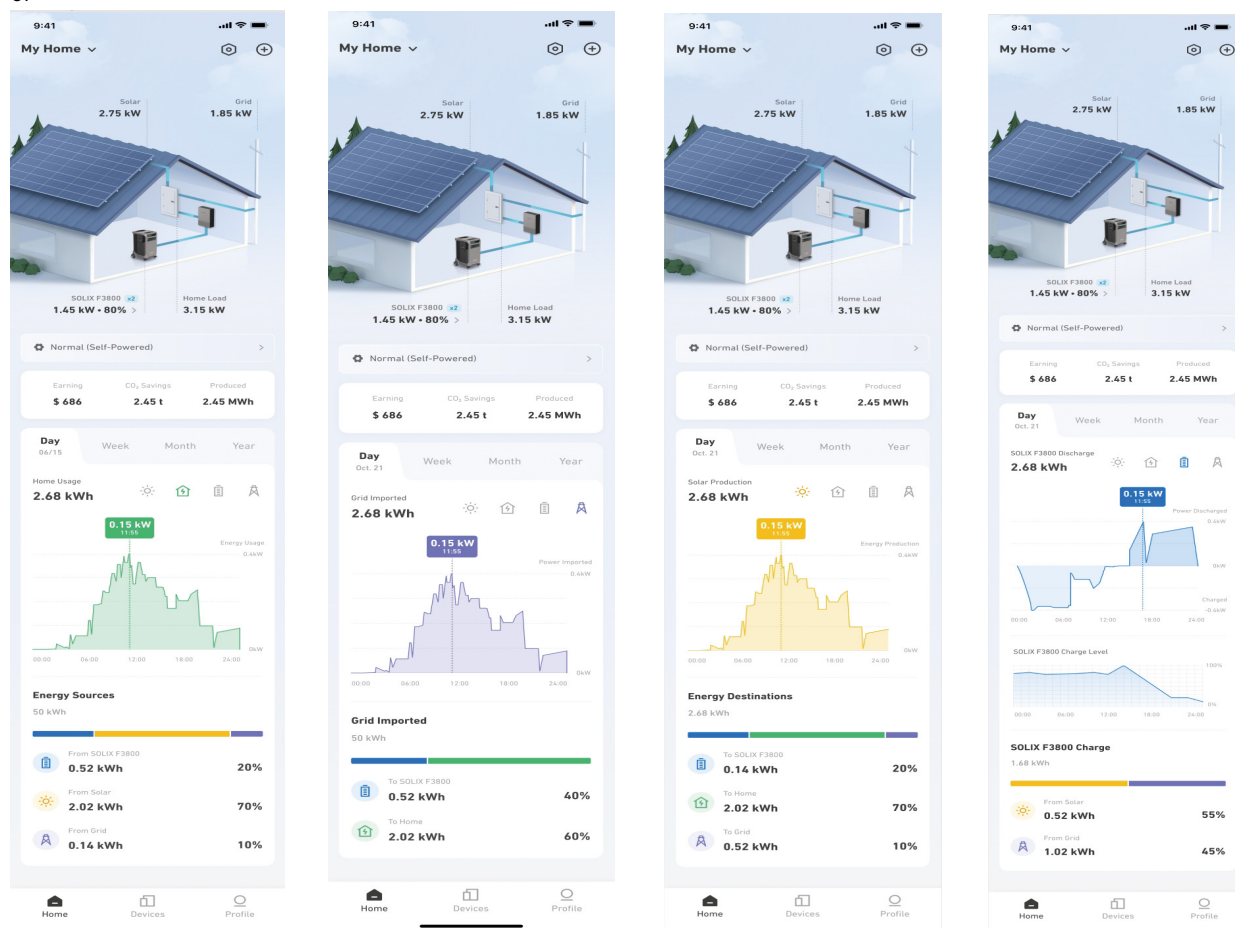 9:41
My Home
Solar
2.75 kW
Grid
1.85 kW
SOLIX F3800 x2
1.45 kW • 80% >
Home Load
3.15 kW
Normal (Self-Powered) >
Earning
$ 686
CO₂ Savings
2.45 t
Produced
2.45 MWh
Day
06/15
Week
Month
Year
Home Usage
2.68 kWh
0.15 kW
11:55
Energy Usage
0.4kW
0kW
00:00 06:00 12:00 18:00 24:00
Energy Sources
50 kWh
From SOLIX F3800
0.52 kWh 20%
From Solar
2.02 kWh 70%
From Grid
0.14 kWh 10%
Home Devices Profile
9:41
My Home
Solar
2.75 kW
Grid
1.85 kW
SOLIX F3800 x2
1.45 kW • 80% >
Home Load
3.15 kW
Normal (Self-Powered) >
Earning
$ 686
CO₂ Savings
2.45 t
Produced
2.45 MWh
Day
Oct. 21
Week
Month
Year
Grid Imported
2.68 kWh
0.15 kW
11:55
Power Imported
0.4kW
0kW
00:00 06:00 12:00 18:00 24:00
Grid Imported
50 kWh
To SOLIX F3800
0.52 kWh 40%
To Home
2.02 kWh 60%
Home Devices Profile
9:41
My Home
Solar
2.75 kW
Grid
1.85 kW
SOLIX F3800 x2
1.45 kW • 80% >
Home Load
3.15 kW
Normal (Self-Powered) >
Earning
$ 686
CO₂ Savings
2.45 t
Produced
2.45 MWh
Day
Oct. 21
Week
Month
Year
Solar Production
2.68 kWh
0.15 kW
11:55
Energy Production
0.4kW
0kW
00:00 06:00 12:00 18:00 24:00
Energy Destinations
2.68 kWh
To SOLIX F3800
0.14 kWh 20%
To Home
2.02 kWh 70%
To Grid
0.52 kWh 10%
Home Devices Profile
9:41
My Home
Solar
2.75 kW
Grid
1.85 kW
SOLIX F3800 x2
1.45 kW • 80% >
Home Load
3.15 kW
Normal (Self-Powered) >
Earning
$ 686
CO₂ Savings
2.45 t
Produced
2.45 MWh
Day
Oct. 21
Week
Month
Year
SOLIX F3800 Discharge
2.68 kWh
0.15 kW
11:55
Power Discharged
0.4kW
0kW
Charged
-0.4kW
00:00 06:00 12:00 18:00 24:00
SOLIX F3800 Charge Level
100%
0%
00:00 06:00 12:00 18:00 24:00
SOLIX F3800 Charge
1.68 kWh
From Solar
0.52 kWh 55%
From Grid
1.02 kWh 45%
Home Devices Profile